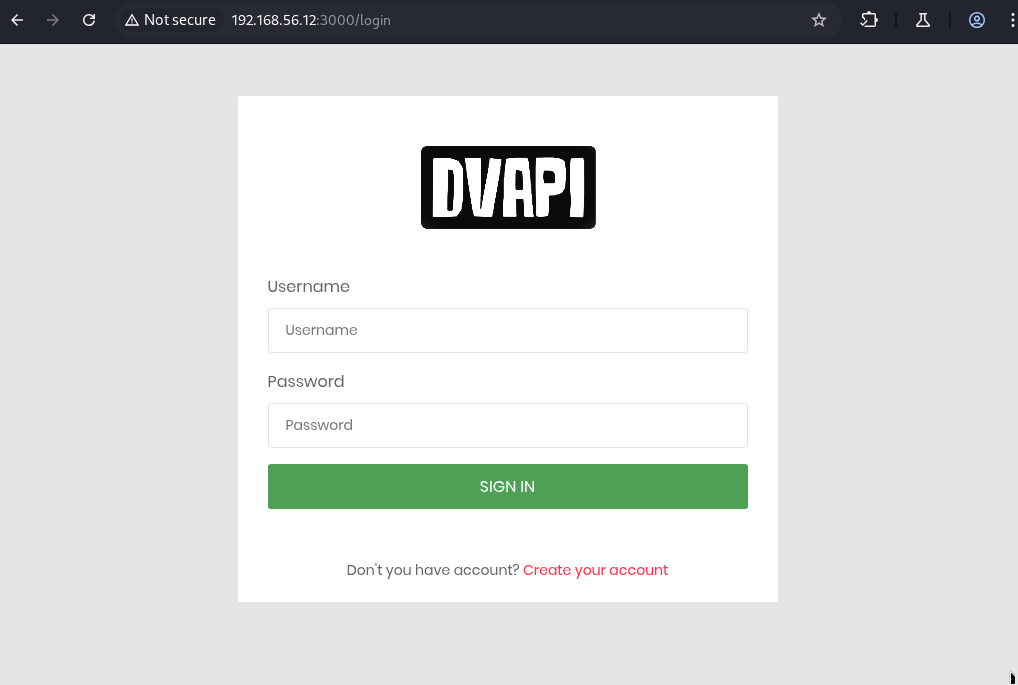 Not secure 192.168.56.12:3000/login
DVAPI
Username
Username
Password
Password
SIGN IN
Don't you have account? Create your account